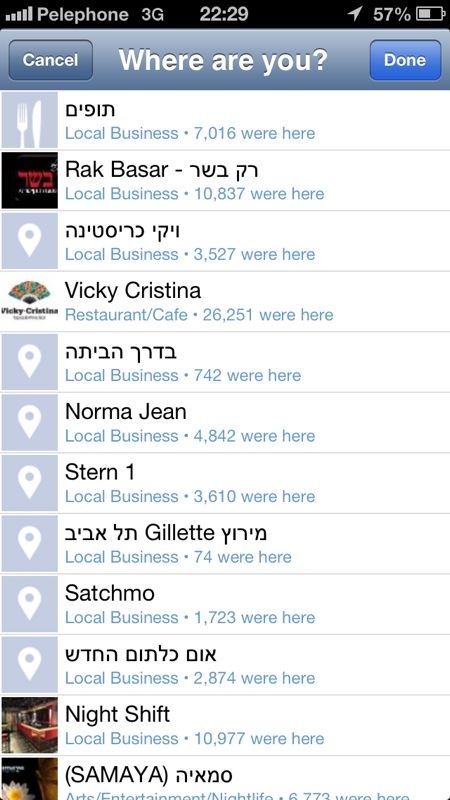 Pelephone 3G 22:29 57%
Cancel Where are you? Done
תופים
Local Business • 7,016 were here
Rak Basar - רק בשר
Local Business • 10,837 were here
בשר
ויקי כריסטינה
Local Business • 3,527 were here
Vicky Cristina
Restaurant/Cafe • 26,251 were here
Vicky-Cristina
בדרך הביתה
Local Business • 742 were here
Norma Jean
Local Business • 4,842 were here
Stern 1
Local Business • 3,610 were here
מירוץ Gillette תל אביב
Local Business • 74 were here
Satchmo
Local Business • 1,723 were here
אום כלתום החדש
Local Business • 2,874 were here
Night Shift
Local Business • 10,977 were here
סמאיה (SAMAYA)
Arts/Entertainment/Nightlife • 6,773 were here